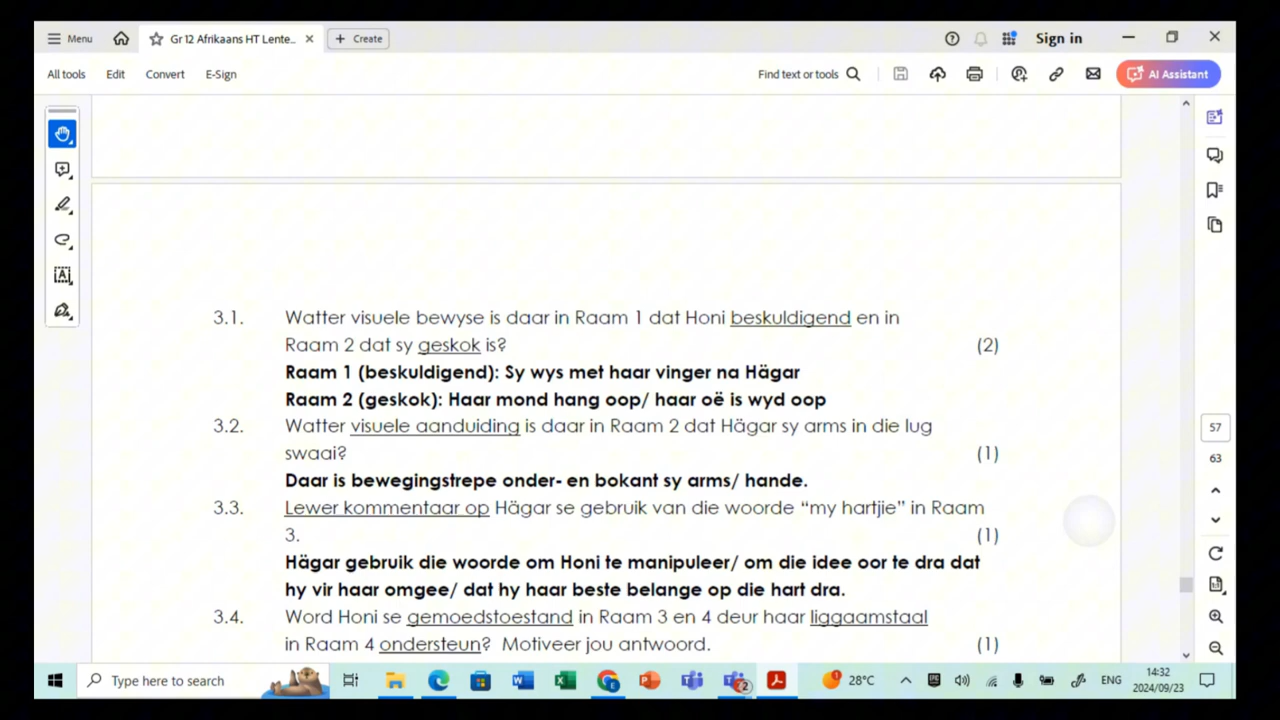 Menu
Gr 12 Afrikaans HT Lente...
Create
Sign in
All tools
Edit
Convert
E-Sign
Find text or tools
AI Assistant
3.1. Watter visuele bewyse is daar in Raam 1 dat Honi beskuldigend en in
Raam 2 dat sy geskok is? (2)
Raam 1 (beskuldigend): Sy wys met haar vinger na Hägar
Raam 2 (geskok): Haar mond hang oop/ haar oë is wyd oop
3.2. Watter visuele aanduiding is daar in Raam 2 dat Hägar sy arms in die lug
swaai? (1)
Daar is bewegingstrepe onder- en bokant sy arms/ hande.
3.3. Lewer kommentaar op Hägar se gebruik van die woorde “my hartjie” in Raam
3. (1)
Hägar gebruik die woorde om Honi te manipuleer/ om die idee oor te dra dat
hy vir haar omgee/ dat hy haar beste belange op die hart dra.
3.4. Word Honi se gemoedstoestand in Raam 3 en 4 deur haar liggaamstaal
in Raam 4 ondersteun? Motiveer jou antwoord. (1)
57
63
Type here to search
2
28°C
ENG
14:32
2024/09/23